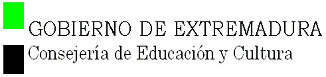 GOBIERNO DE EXTREMADURA
Consejería de Educación y Cultura